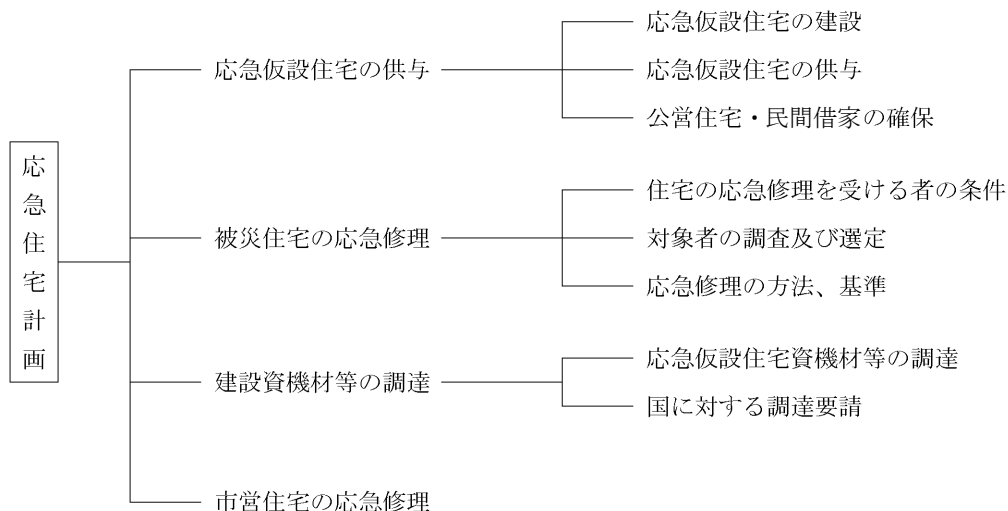 応急住宅計画
応急仮設住宅の供与
応急仮設住宅の建設
応急仮設住宅の供与
公営住宅・民間借家の確保
被災住宅の応急修理
住宅の応急修理を受ける者の条件
対象者の調査及び選定
応急修理の方法、基準
建設資機材等の調達
応急仮設住宅資機材等の調達
国に対する調達要請
市営住宅の応急修理